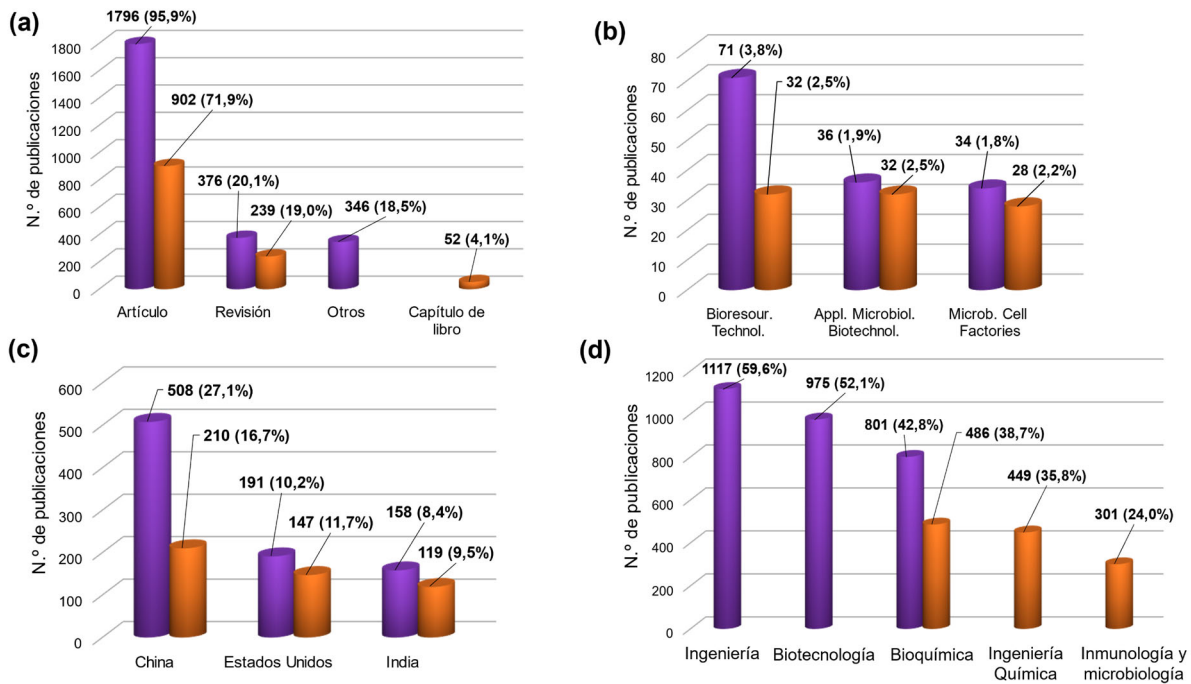 (a)
1796 (95,9%)
902 (71,9%)
376 (20,1%)
239 (19,0%)
346 (18,5%)
52 (4,1%)
N.º de publicaciones
1800
1600
1400
1200
1000
800
600
400
200
0
Artículo
Revisión
Otros
Capítulo de
libro
(b)
71 (3,8%)
32 (2,5%)
36 (1,9%)
32 (2,5%)
34 (1,8%)
28 (2,2%)
N.º de publicaciones
80
70
60
50
40
30
20
10
0
Bioresour.
Technol.
Appl. Microbiol.
Biotechnol.
Microb. Cell
Factories
(c)
508 (27,1%)
210 (16,7%)
191 (10,2%)
147 (11,7%)
158 (8,4%)
119 (9,5%)
N.º de publicaciones
600
500
400
300
200
100
0
China
Estados Unidos
India
(d)
1117 (59,6%)
975 (52,1%)
801 (42,8%)
486 (38,7%)
449 (35,8%)
301 (24,0%)
N.º de publicaciones
1200
1000
800
600
400
200
0
Ingeniería
Biotecnología
Bioquímica
Ingeniería
Química
Inmunología y
microbiología